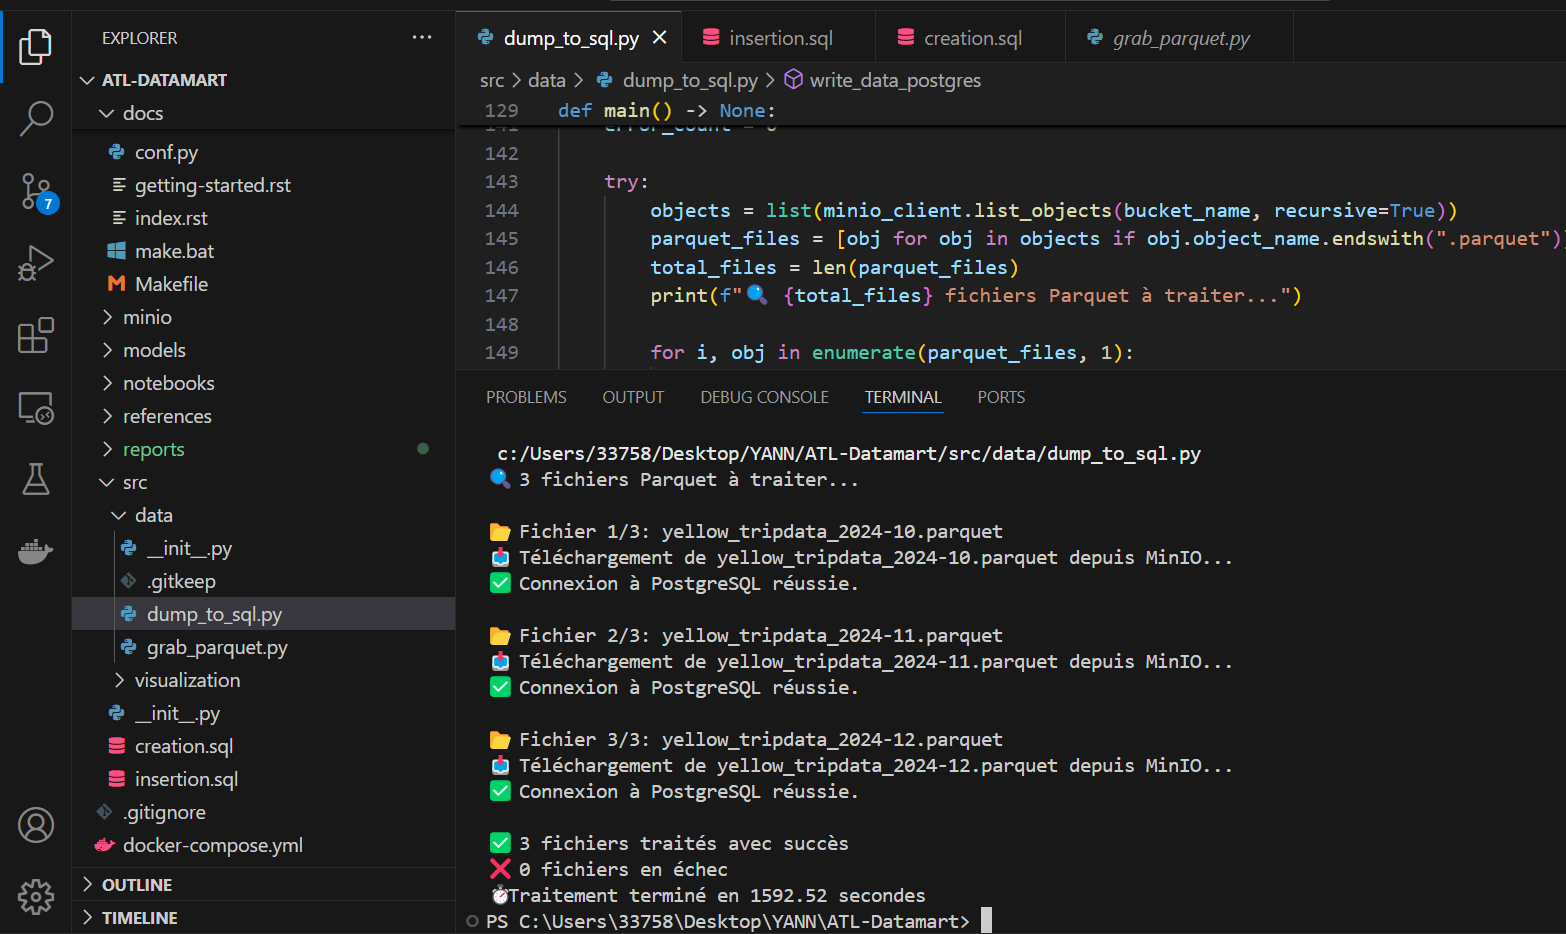 EXPLORER
ATL-DATAMART
docs
conf.py
getting-started.rst
index.rst
make.bat
Makefile
minio
models
notebooks
references
reports
src
data
__init__.py
.gitkeep
dump_to_sql.py
grab_parquet.py
visualization
__init__.py
creation.sql
insertion.sql
.gitignore
docker-compose.yml
OUTLINE
TIMELINE
7
dump_to_sql.py insertion.sql creation.sql grab_parquet.py
src > data > dump_to_sql.py > write_data_postgres
129 def main() -> None:
141 error_count = 0
142
143 try:
144 objects = list(minio_client.list_objects(bucket_name, recursive=True))
145 parquet_files = [obj for obj in objects if obj.object_name.endswith(".parquet")]
146 total_files = len(parquet_files)
147 print(f"🔍 {total_files} fichiers Parquet à traiter...")
148
149 for i, obj in enumerate(parquet_files, 1):
PROBLEMS OUTPUT DEBUG CONSOLE TERMINAL PORTS
c:/Users/33758/Desktop/YANN/ATL-Datamart/src/data/dump_to_sql.py
🔍 3 fichiers Parquet à traiter...
📂 Fichier 1/3: yellow_tripdata_2024-10.parquet
📥 Téléchargement de yellow_tripdata_2024-10.parquet depuis MinIO...
✅ Connexion à PostgreSQL réussie.
📂 Fichier 2/3: yellow_tripdata_2024-11.parquet
📥 Téléchargement de yellow_tripdata_2024-11.parquet depuis MinIO...
✅ Connexion à PostgreSQL réussie.
📂 Fichier 3/3: yellow_tripdata_2024-12.parquet
📥 Téléchargement de yellow_tripdata_2024-12.parquet depuis MinIO...
✅ Connexion à PostgreSQL réussie.
✅ 3 fichiers traités avec succès
❌ 0 fichiers en échec
⏱Traitement terminé en 1592.52 secondes
PS C:\Users\33758\Desktop\YANN\ATL-Datamart>